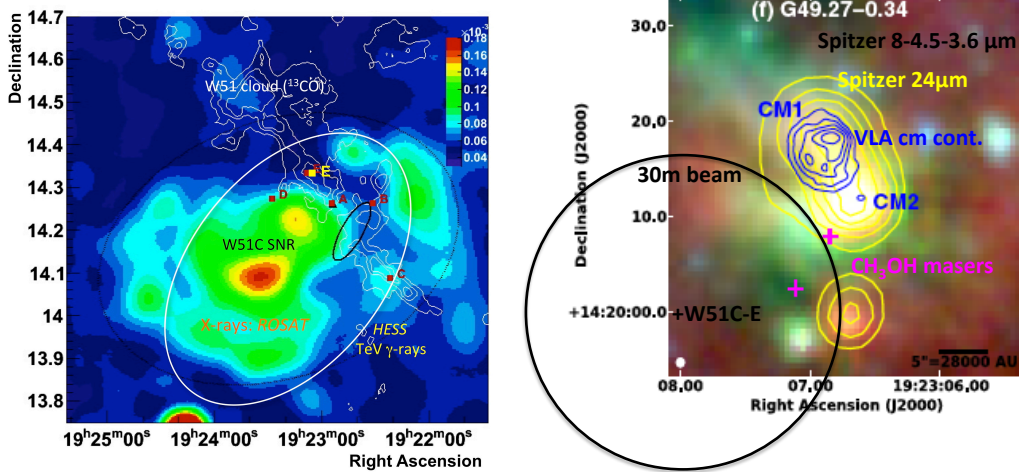 14.7
14.6
14.5
14.4
14.3
14.2
14.1
14
13.9
13.8
Declination
×10⁻³
0.18
0.16
0.14
0.12
0.10
0.08
0.06
0.04
W51 cloud (¹³CO)
E
D
A
B
W51C SNR
C
X-rays: ROSAT
HESS
TeV γ-rays
19ʰ25ᵐ00ˢ
19ʰ24ᵐ00ˢ
19ʰ23ᵐ00ˢ
19ʰ22ᵐ00ˢ
Right Ascension
(f) G49.27−0.34
Spitzer 8-4.5-3.6 μm
Spitzer 24μm
CM1
VLA cm cont.
30m beam
CM2
CH₃OH masers
+W51C-E
5"=28000 AU
20.0
10.0
+14:20:00.0
Declination (J2000)
08.00
07.00
19:23:06.00
Right Ascension (J2000)